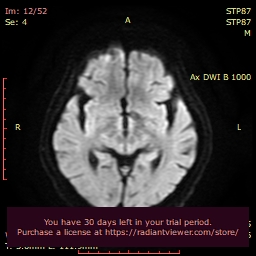 Im: 12/52
Se: 4
STP87
STP87
M
A
Ax DWI B 1000
R
L
You have 30 days left in your trial period.
Purchase a license at https://radiantviewer.com/store/